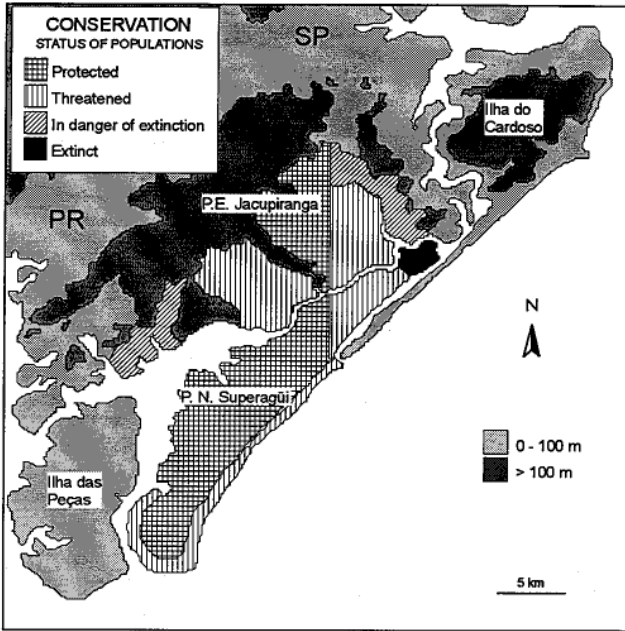 CONSERVATION
STATUS OF POPULATIONS
Protected
Threatened
In danger of extinction
Extinct
SP
Ilha do
Cardoso
P.E. Jacupiranga
PR
N
P. N. Superagüi
0 - 100 m
> 100 m
Ilha das
Peças
5 km